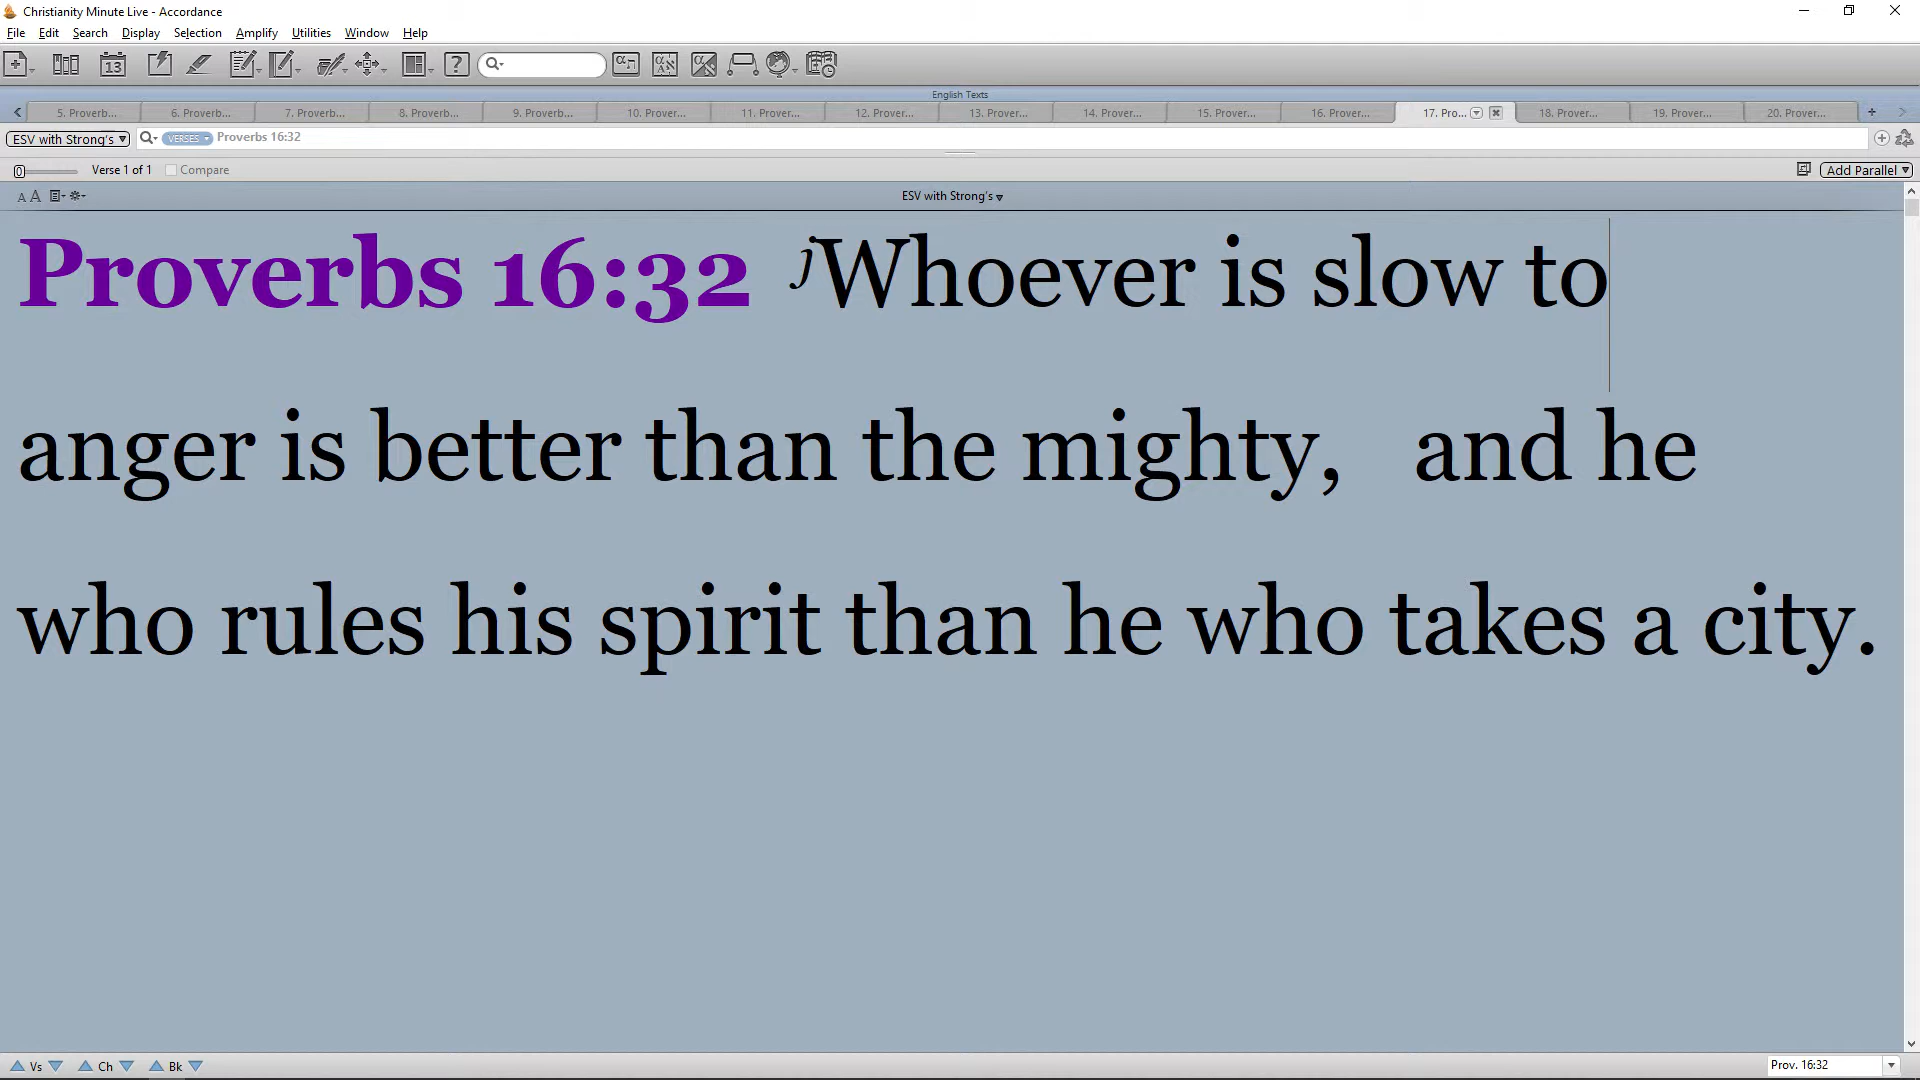 Christianity Minute Live - Accordance
File Edit Search Display Selection Amplify Utilities Window Help
13 ?
English Texts
5. Proverb... 6. Proverb... 7. Proverb... 8. Proverb... 9. Proverb... 10. Prover... 11. Prover... 12. Prover... 13. Prover... 14. Prover... 15. Prover... 16. Prover... 17. Pro... 18. Prover... 19. Prover... 20. Prover...
ESV with Strong's VERSES Proverbs 16:32
0 Verse 1 of 1 Compare Add Parallel
A A ESV with Strong's
Proverbs 16:32 jWhoever is slow to
anger is better than the mighty, and he
who rules his spirit than he who takes a city.
Vs Ch Bk Prov. 16:32